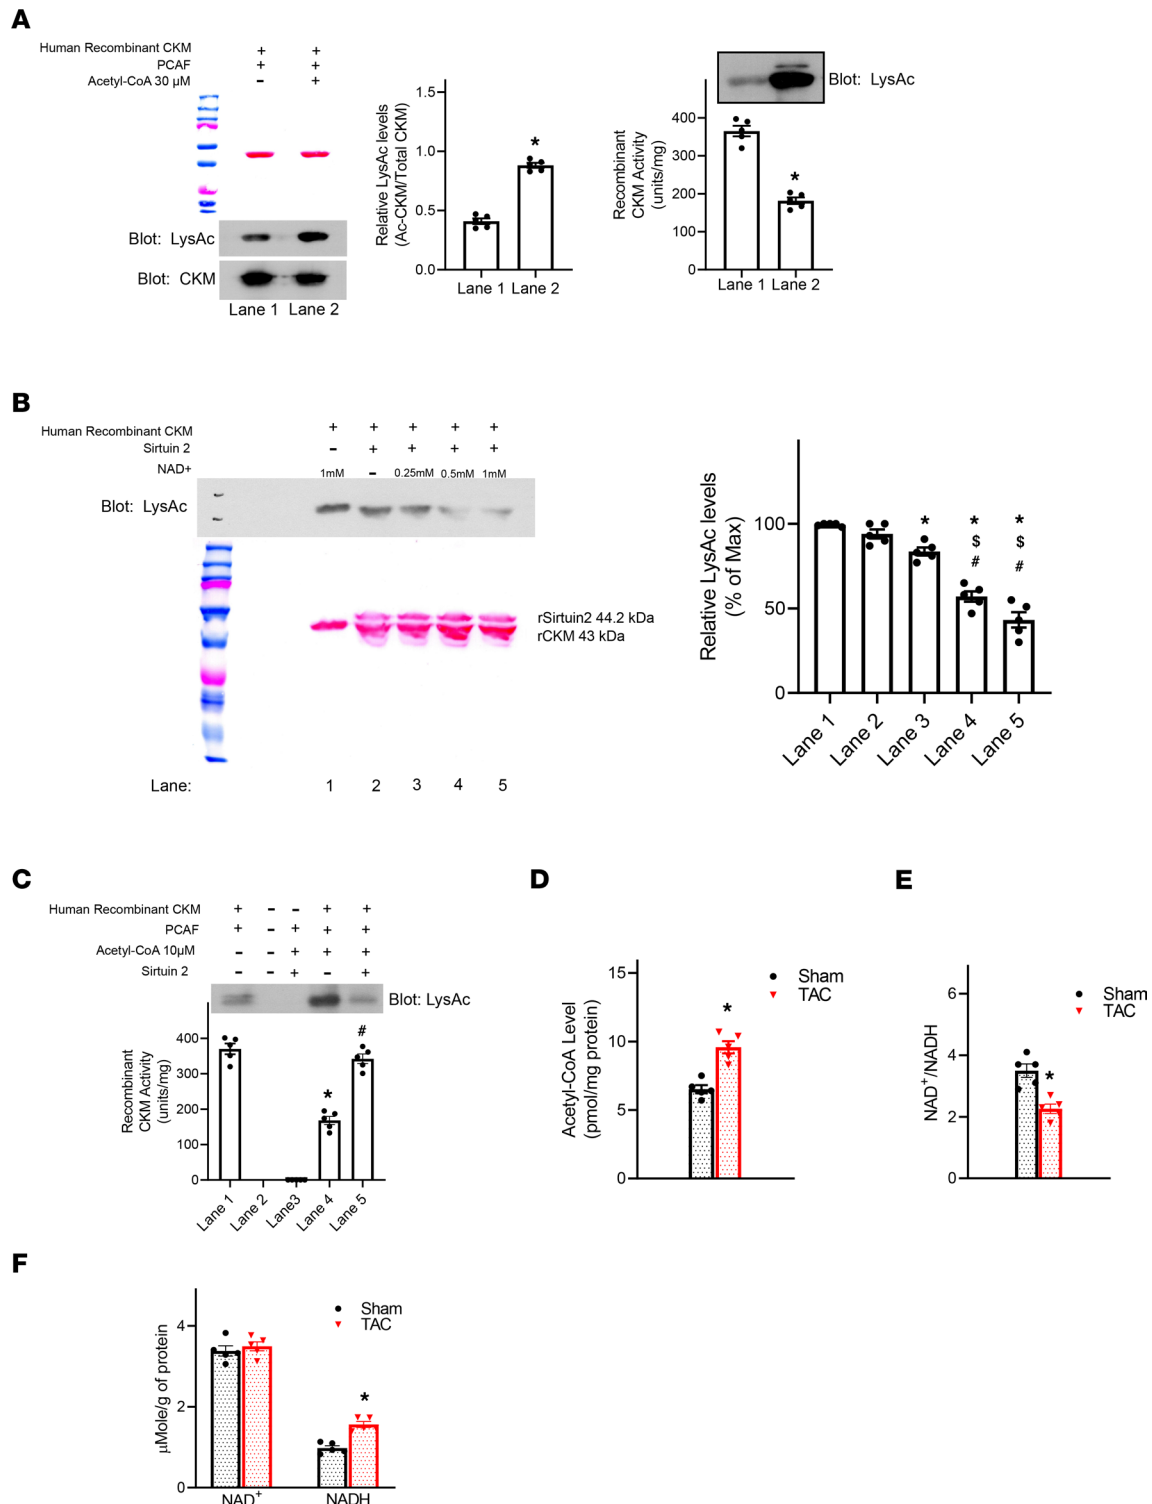 A
Human Recombinant CKM + +
PCAF + +
Acetyl-CoA 30 µM - +
Blot: LysAc
Blot: CKM
Lane 1 Lane 2
Relative LysAc levels
(Ac-CKM/Total CKM)
1.5
1.0
0.5
0.0
*
Lane 1 Lane 2
Blot: LysAc
Recombinant
CKM Activity
(units/mg)
400
300
200
100
0
*
Lane 1 Lane 2
B
Human Recombinant CKM + + + + +
Sirtuin 2 - + + + +
NAD+ 1mM - 0.25mM 0.5mM 1mM
Blot: LysAc
rSirtuin2 44.2 kDa
rCKM 43 kDa
Lane: 1 2 3 4 5
Relative LysAc levels
(% of Max)
100
50
0
*
*
$
#
*
$
#
Lane 1
Lane 2
Lane 3
Lane 4
Lane 5
C
Human Recombinant CKM + - - + +
PCAF + - + + +
Acetyl-CoA 10µM - - + + +
Sirtuin 2 - - + - +
Blot: LysAc
Recombinant
CKM Activity
(units/mg)
400
300
200
100
0
*
#
Lane 1
Lane 2
Lane3
Lane 4
Lane 5
D
Acetyl-CoA Level
(pmol/mg protein)
15
10
5
0
*
Sham
TAC
E
NAD+/NADH
6
4
2
0
*
Sham
TAC
F
µMole/g of protein
4
2
0
*
Sham
TAC
NAD+ NADH